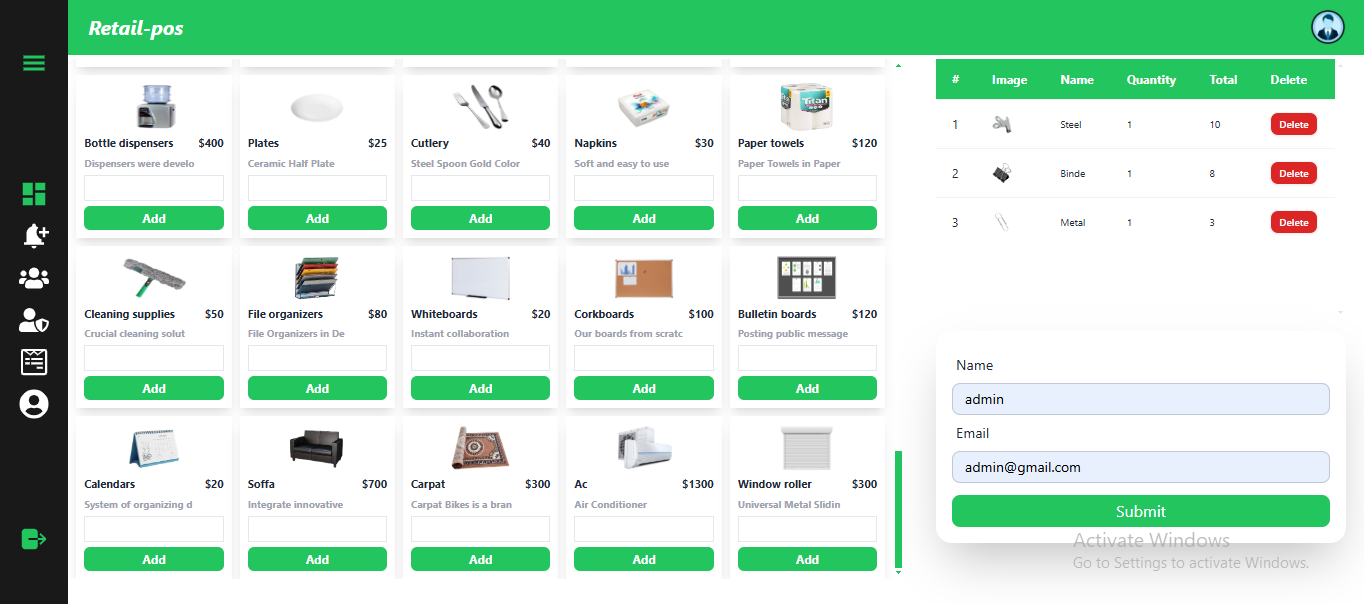 Retail-pos
Bottle dispensers $400
Dispensers were develo
Add
Plates $25
Ceramic Half Plate
Add
Cutlery $40
Steel Spoon Gold Color
Add
Napkins $30
Soft and easy to use
Add
Titan
Paper towels $120
Paper Towels in Paper
Add
Cleaning supplies $50
Crucial cleaning solut
Add
File organizers $80
File Organizers in De
Add
Whiteboards $20
Instant collaboration
Add
Corkboards $100
Our boards from scratc
Add
Bulletin boards $120
Posting public message
Add
Calendars $20
System of organizing d
Add
Soffa $700
Integrate innovative
Add
Carpat $300
Carpat Bikes is a bran
Add
Ac $1300
Air Conditioner
Add
Window roller $300
Universal Metal Slidin
Add
# Image Name Quantity Total Delete
1 Steel 1 10 Delete
2 Binde 1 8 Delete
3 Metal 1 3 Delete
Name
admin
Email
admin@gmail.com
Submit
Activate Windows
Go to Settings to activate Windows.